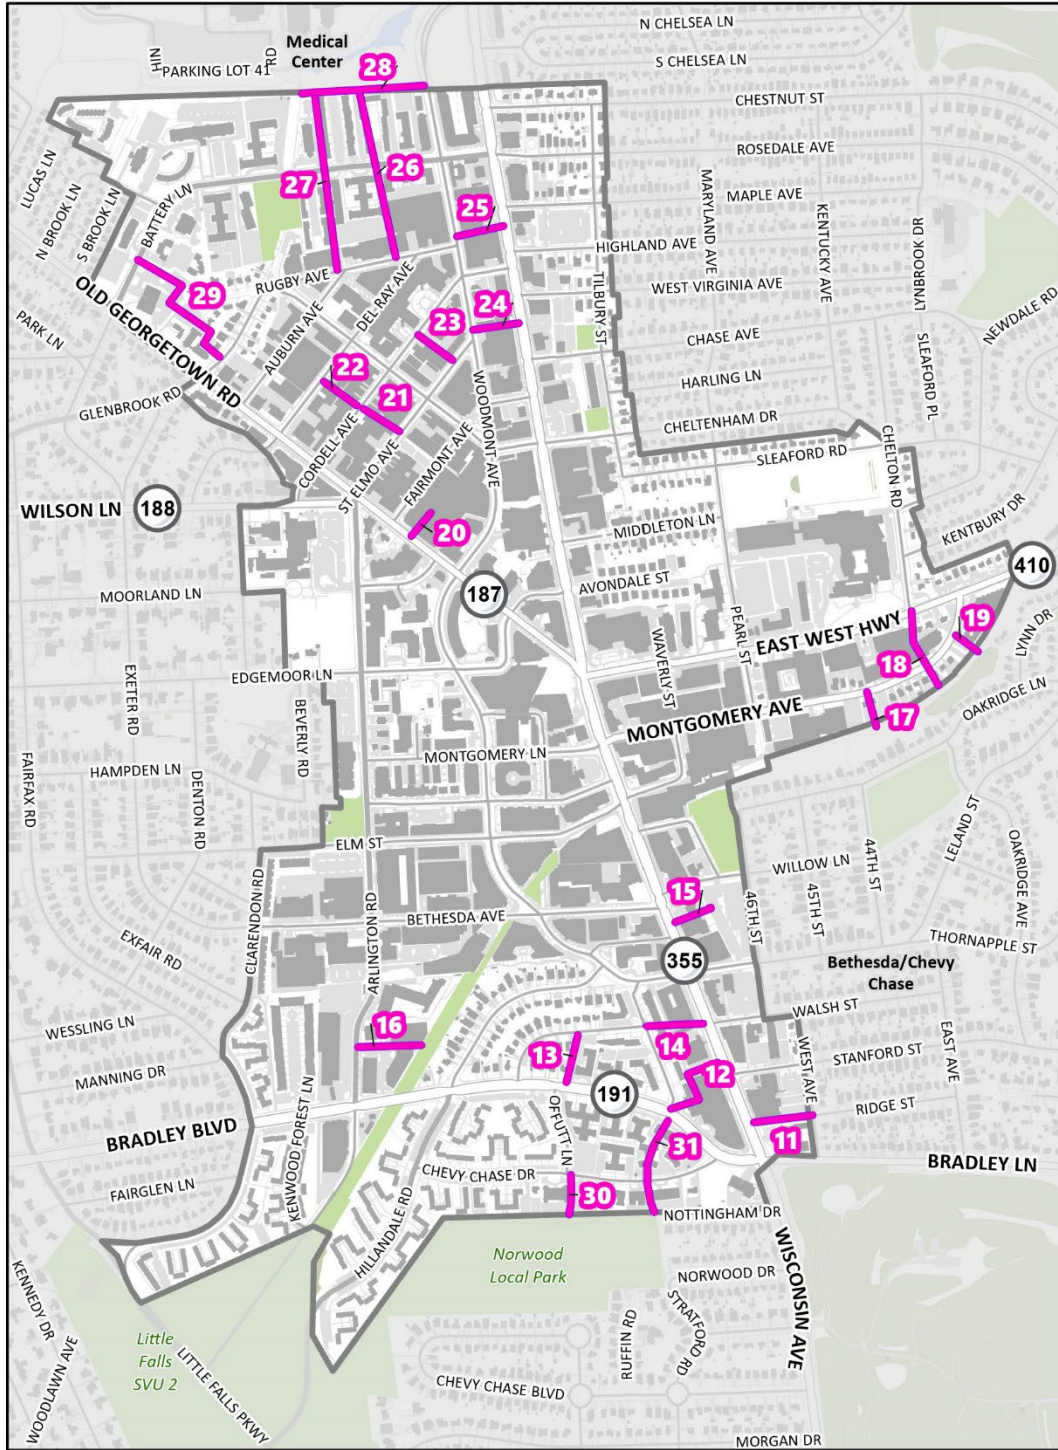 N CHELSEA LN
Medical
Center
NIH
RD
S CHELSEA LN
PARKING LOT 41
28
CHESTNUT ST
ROSEDALE AVE
LUCAS LN
26
27
MAPLE AVE
MARYLAND AVE
KENTUCKY AVE
N BROOK LN
S BROOK LN
BATTERY LN
25
HIGHLAND AVE
LYNBROOK DR
RUGBY AVE
29
DEL RAY AVE
TILBURY ST
WEST VIRGINIA AVE
NEWDALE RD
OLD GEORGETOWN RD
PARK LN
AUBURN AVE
24
23
CHASE AVE
SLEAFORD PL
22
WOODMONT AVE
HARLING LN
GLENBROOK RD
21
CHELTENHAM DR
CORDELL AVE
ST ELMO AVE
FAIRMONT AVE
SLEAFORD RD
CHELTON RD
WILSON LN
188
20
MIDDLETON LN
KENTBURY DR
410
187
AVONDALE ST
MOORLAND LN
PEARL ST
EAST WEST HWY
19
LYNN DR
WAVERLY ST
18
EDGEMOOR LN
EXETER RD
BEVERLY RD
17
OAKRIDGE LN
MONTGOMERY AVE
MONTGOMERY LN
FAIRFAX RD
HAMPDEN LN
DENTON RD
ELM ST
LELAND ST
44TH ST
WILLOW LN
OAKRIDGE AVE
CLARENDON RD
ARLINGTON RD
15
46TH ST
45TH ST
BETHESDA AVE
EXFAIR RD
THORNAPPLE ST
355
Bethesda/Chevy
Chase
WALSH ST
WESSLING LN
16
14
13
WEST AVE
STANFORD ST
EAST AVE
MANNING DR
12
191
OFFUTT LN
RIDGE ST
BRADLEY BLVD
KENWOOD FOREST LN
11
31
BRADLEY LN
CHEVY CHASE DR
FAIRGLEN LN
30
HILLANDALE RD
NOTTINGHAM DR
Norwood
Local Park
WISCONSIN AVE
KENNEDY DR
NORWOOD DR
STRATFORD RD
RUFFIN RD
Little
Falls
SVU 2
LITTLE FALLS PKWY
WOODLAWN AVE
CHEVY CHASE BLVD
MORGAN DR